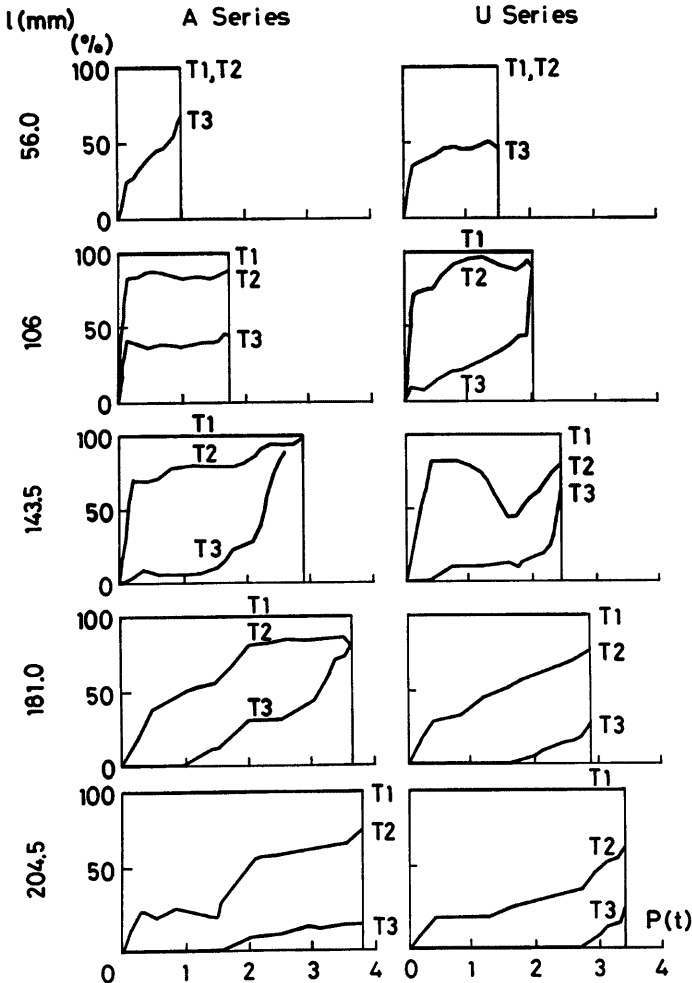 l(mm) A Series U Series
(%)
100 T1,T2 T1,T2
56.0 50 T3 T3
0
100 T1 T1
T2 T2
106 50 T3
0 T3
100 T1 T1
T2 T2
143.5 50 T3
0 T3
100 T1 T1
T2 T2
181.0 50 T3 T3
0
100 T1 T1
T2 T2
204.5 50
T3 T3 P(t)
0 1 2 3 4 0 1 2 3 4